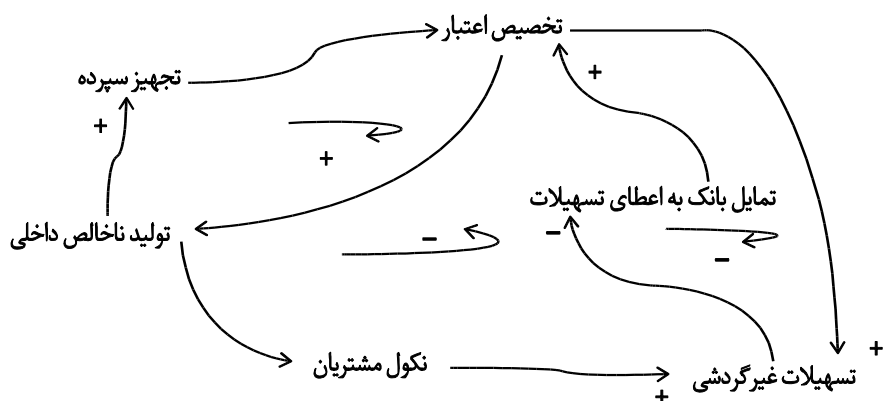 تخصیص اعتبار
تجهیز سپرده
+
+
+
تمایل بانک به اعطای تسهیلات
تولید ناخالص داخلی
−
−
−
نکول مشتریان
+
تسهیلات غیرگردشی
+